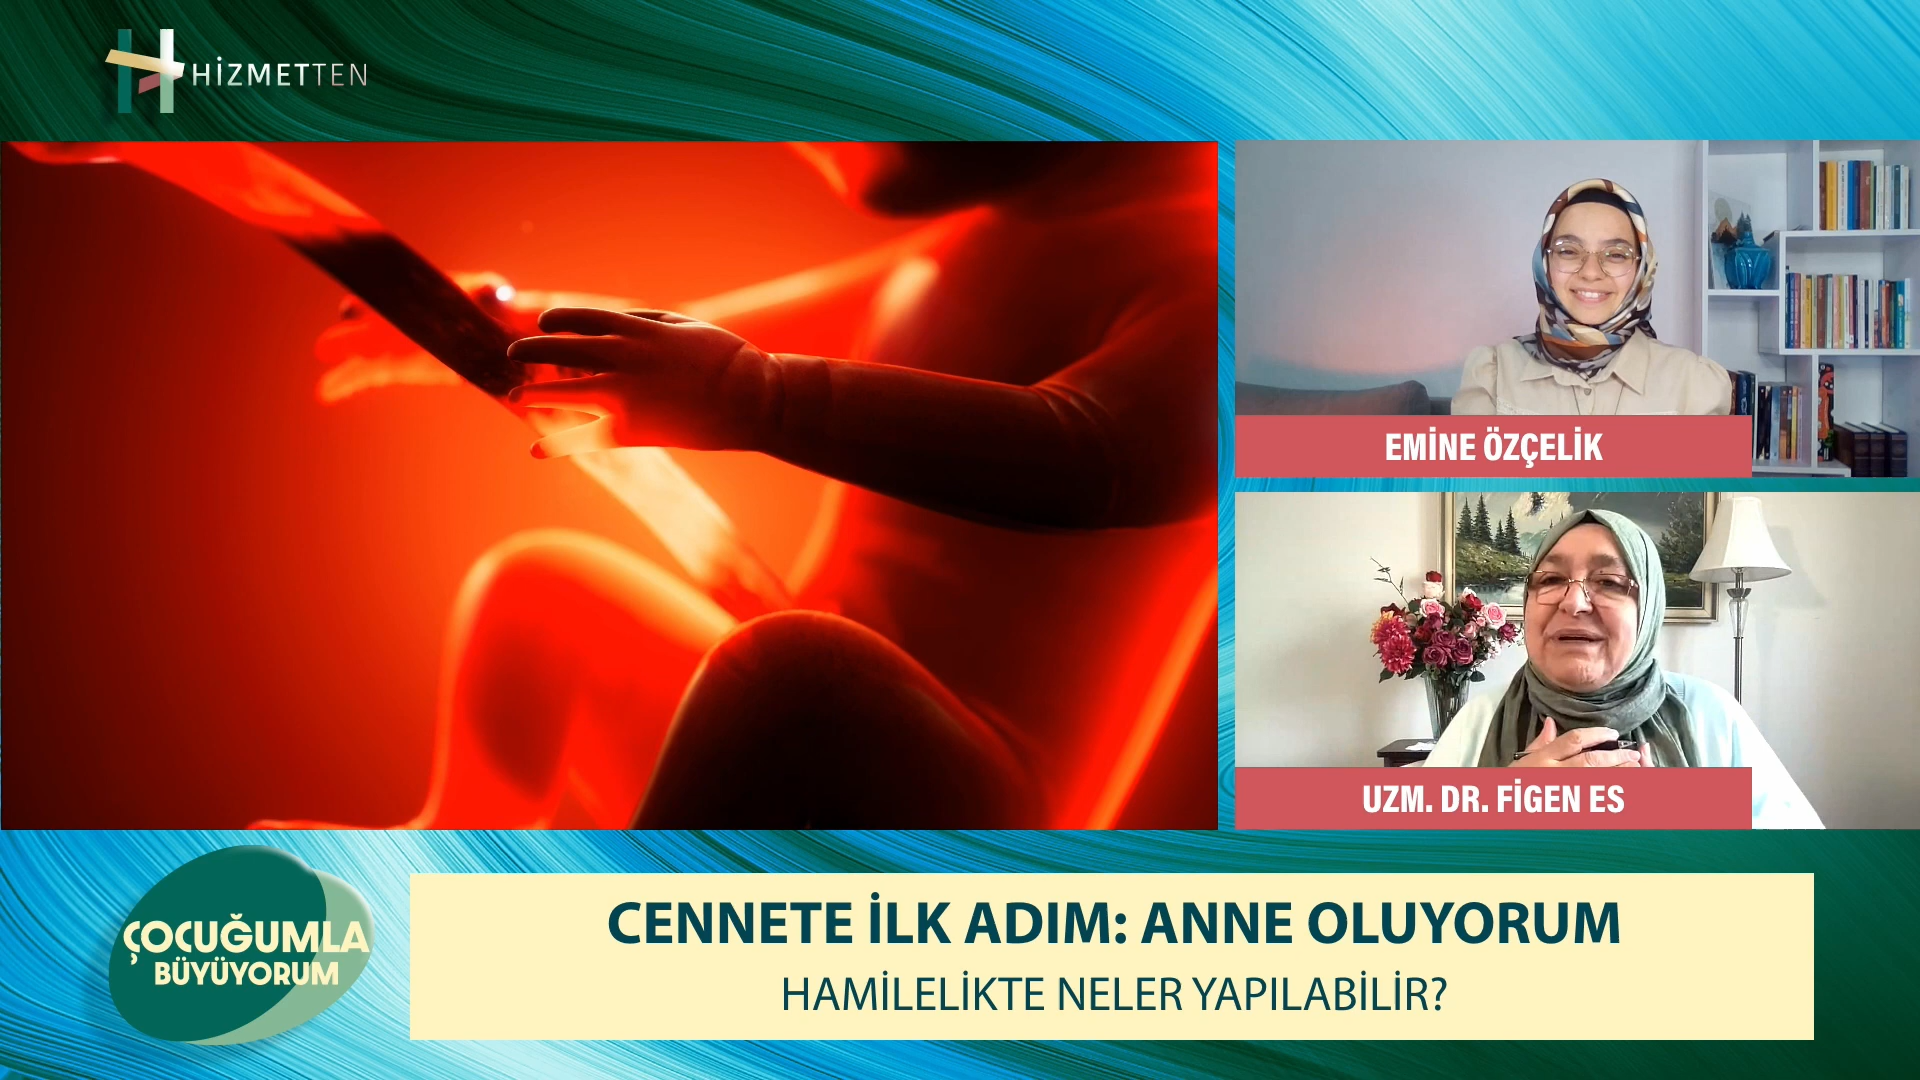 HİZMETTEN
EMİNE ÖZÇELİK
UZM. DR. FİGEN ES
ÇOCUĞUMLA
BÜYÜYORUM
CENNETE İLK ADIM: ANNE OLUYORUM
HAMİLELİKTE NELER YAPILABİLİR?